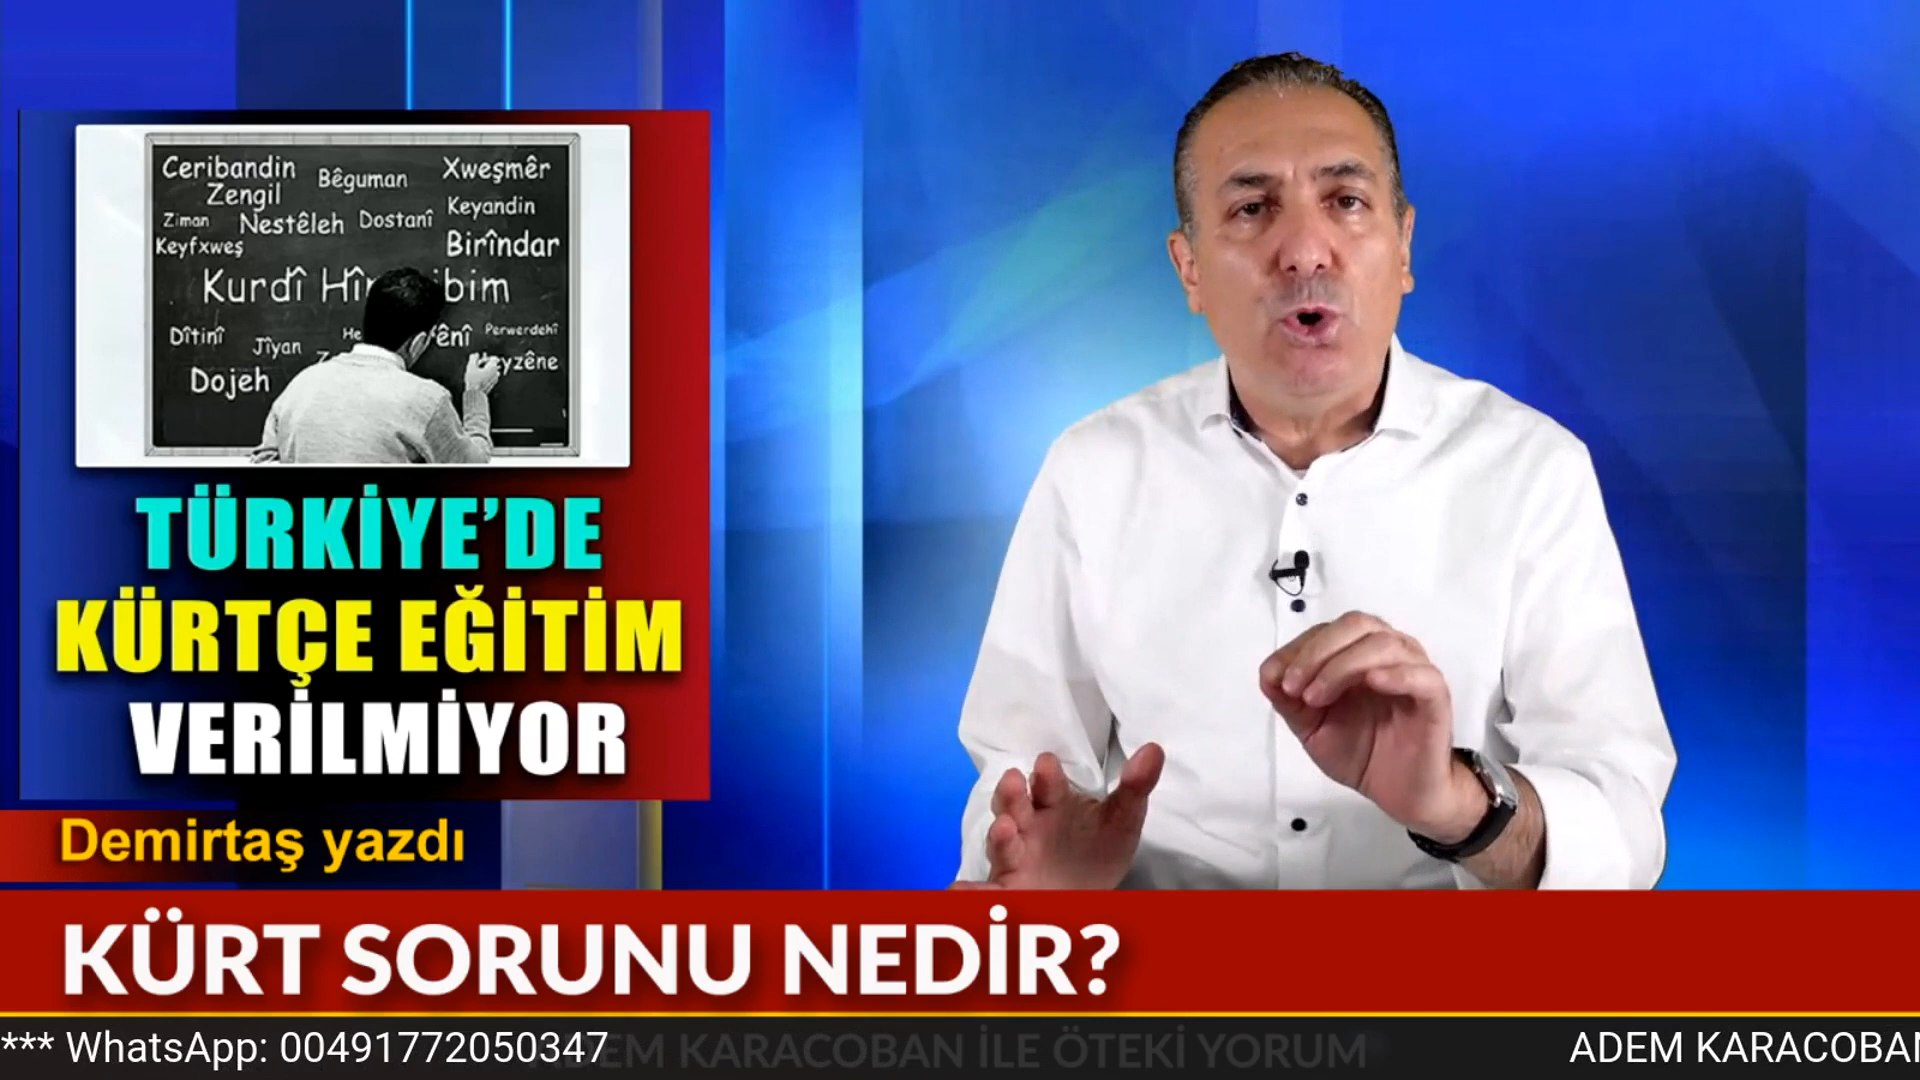 Ceribandin
Zengil
Bêguman
Xweşmêr
Ziman
Nestêleh
Dostanî
Keyandin
Keyfxweş
Birîndar
Kurdî
bim
Dîtinî
Jîyan
Perwerdehî
Dojeh
TÜRKİYE’DE
KÜRTÇE EĞİTİM
VERİLMİYOR
Demirtaş yazdı
KÜRT SORUNU NEDİR?
*** WhatsApp: 00491772050347
ADEM KARACOBAN İLE ÖTEKİ YORUM
ADEM KARACOBAN